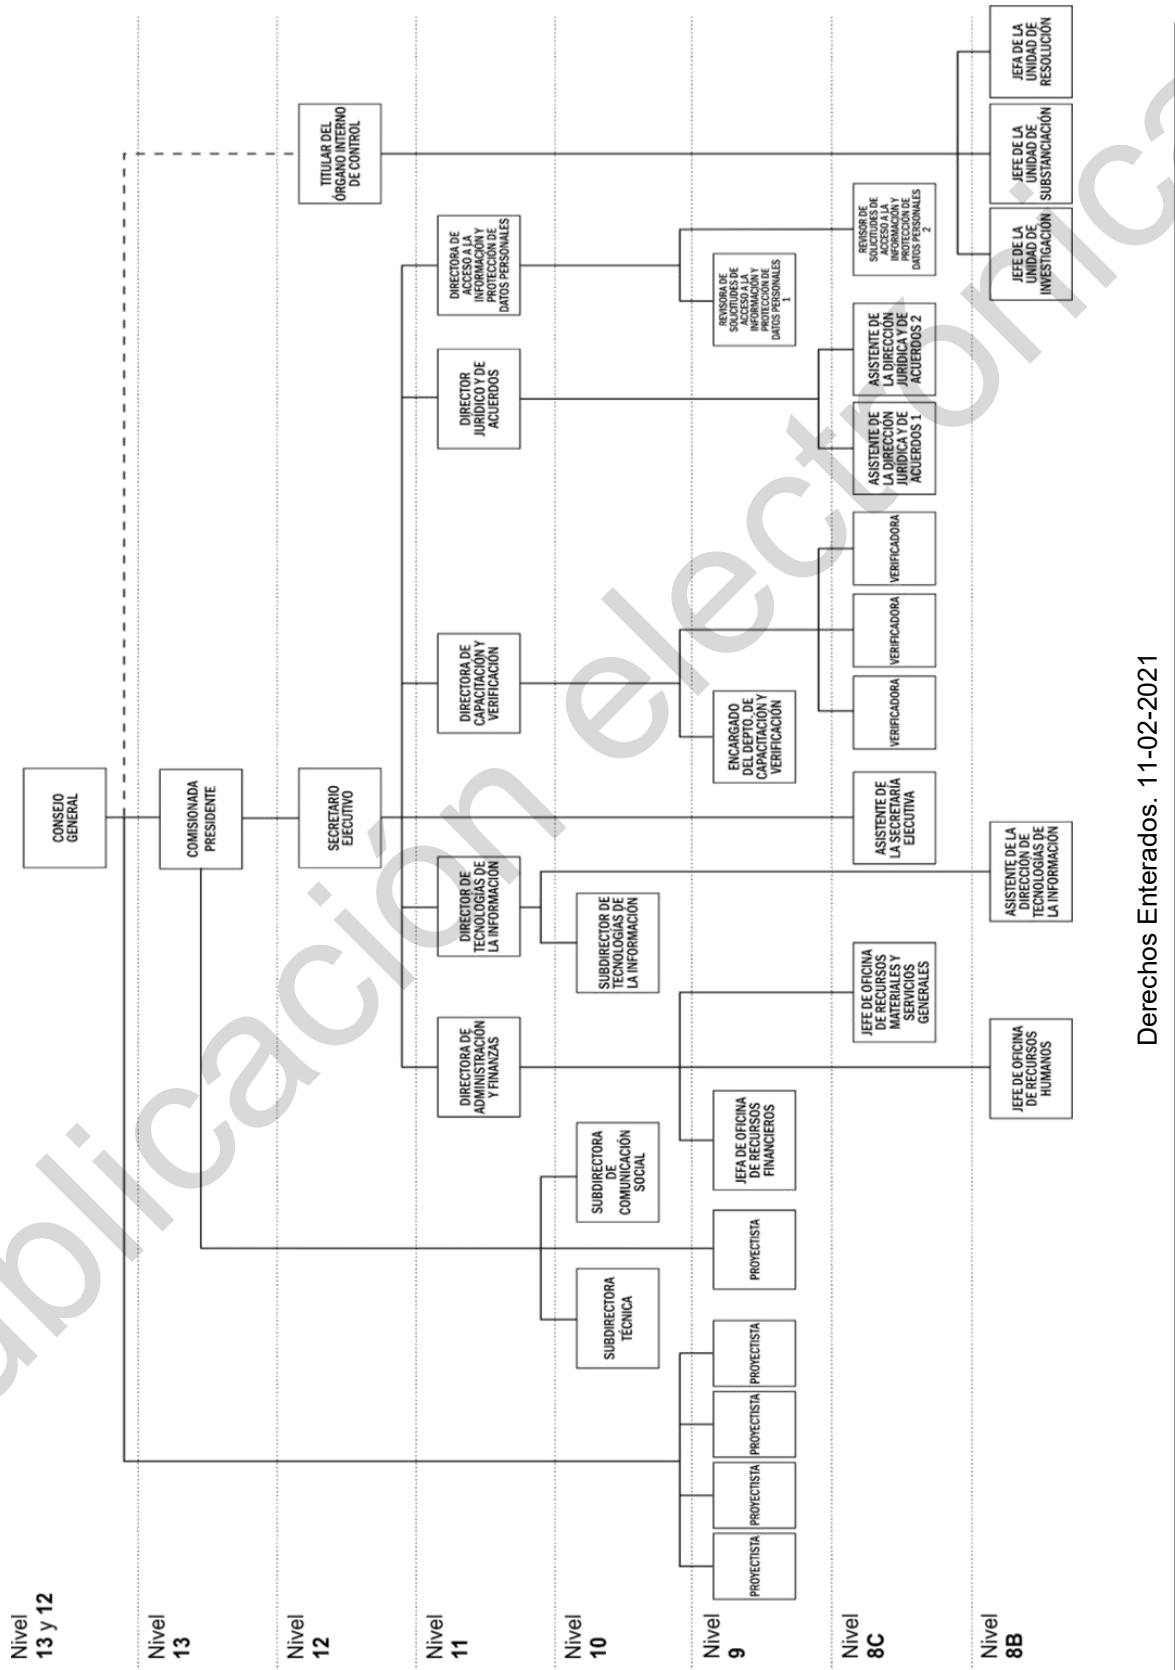 Nivel
13 y 12
CONSEJO
GENERAL
Nivel
13
COMISIONADA
PRESIDENTE
Nivel
12
SECRETARIO
EJECUTIVO
TITULAR DEL
ÓRGANO INTERNO
DE CONTROL
Nivel
11
DIRECTORA DE
ADMINISTRACIÓN
Y FINANZAS
DIRECTOR DE
TECNOLOGÍAS DE
LA INFORMACIÓN
DIRECTORA DE
CAPACITACIÓN Y
VERIFICACIÓN
DIRECTOR
JURÍDICO Y DE
ACUERDOS
DIRECTORA DE
ACCESO A LA
INFORMACIÓN Y
PROTECCIÓN DE
DATOS PERSONALES
Nivel
10
SUBDIRECTORA
TÉCNICA
SUBDIRECTORA
DE
COMUNICACIÓN
SOCIAL
SUBDIRECTOR DE
TECNOLOGÍAS DE
LA INFORMACIÓN
Nivel
9
PROYECTISTA
PROYECTISTA
PROYECTISTA
PROYECTISTA
PROYECTISTA
JEFA DE OFICINA
DE RECURSOS
FINANCIEROS
ENCARGADO
DEL DEPTO. DE
CAPACITACIÓN Y
VERIFICACIÓN
REVISORA DE
SOLICITUDES DE
ACCESO A LA
INFORMACIÓN Y
PROTECCIÓN DE
DATOS PERSONALES
1
Nivel
8C
JEFE DE OFICINA
DE RECURSOS
MATERIALES Y
SERVICIOS
GENERALES
ASISTENTE DE
LA SECRETARÍA
EJECUTIVA
VERIFICADORA
VERIFICADORA
VERIFICADORA
ASISTENTE DE
LA DIRECCIÓN
JURÍDICA Y DE
ACUERDOS 1
ASISTENTE DE
LA DIRECCIÓN
JURÍDICA Y DE
ACUERDOS 2
REVISOR DE
SOLICITUDES DE
ACCESO A LA
INFORMACIÓN Y
PROTECCIÓN DE
DATOS PERSONALES
2
Nivel
8B
JEFE DE OFICINA
DE RECURSOS
HUMANOS
ASISTENTE DE LA
DIRECCIÓN DE
TECNOLOGÍAS DE
LA INFORMACIÓN
JEFE DE LA
UNIDAD DE
INVESTIGACIÓN
JEFE DE LA
UNIDAD DE
SUBSTANCIACIÓN
JEFA DE LA
UNIDAD DE
RESOLUCIÓN
Derechos Enterados. 11-02-2021